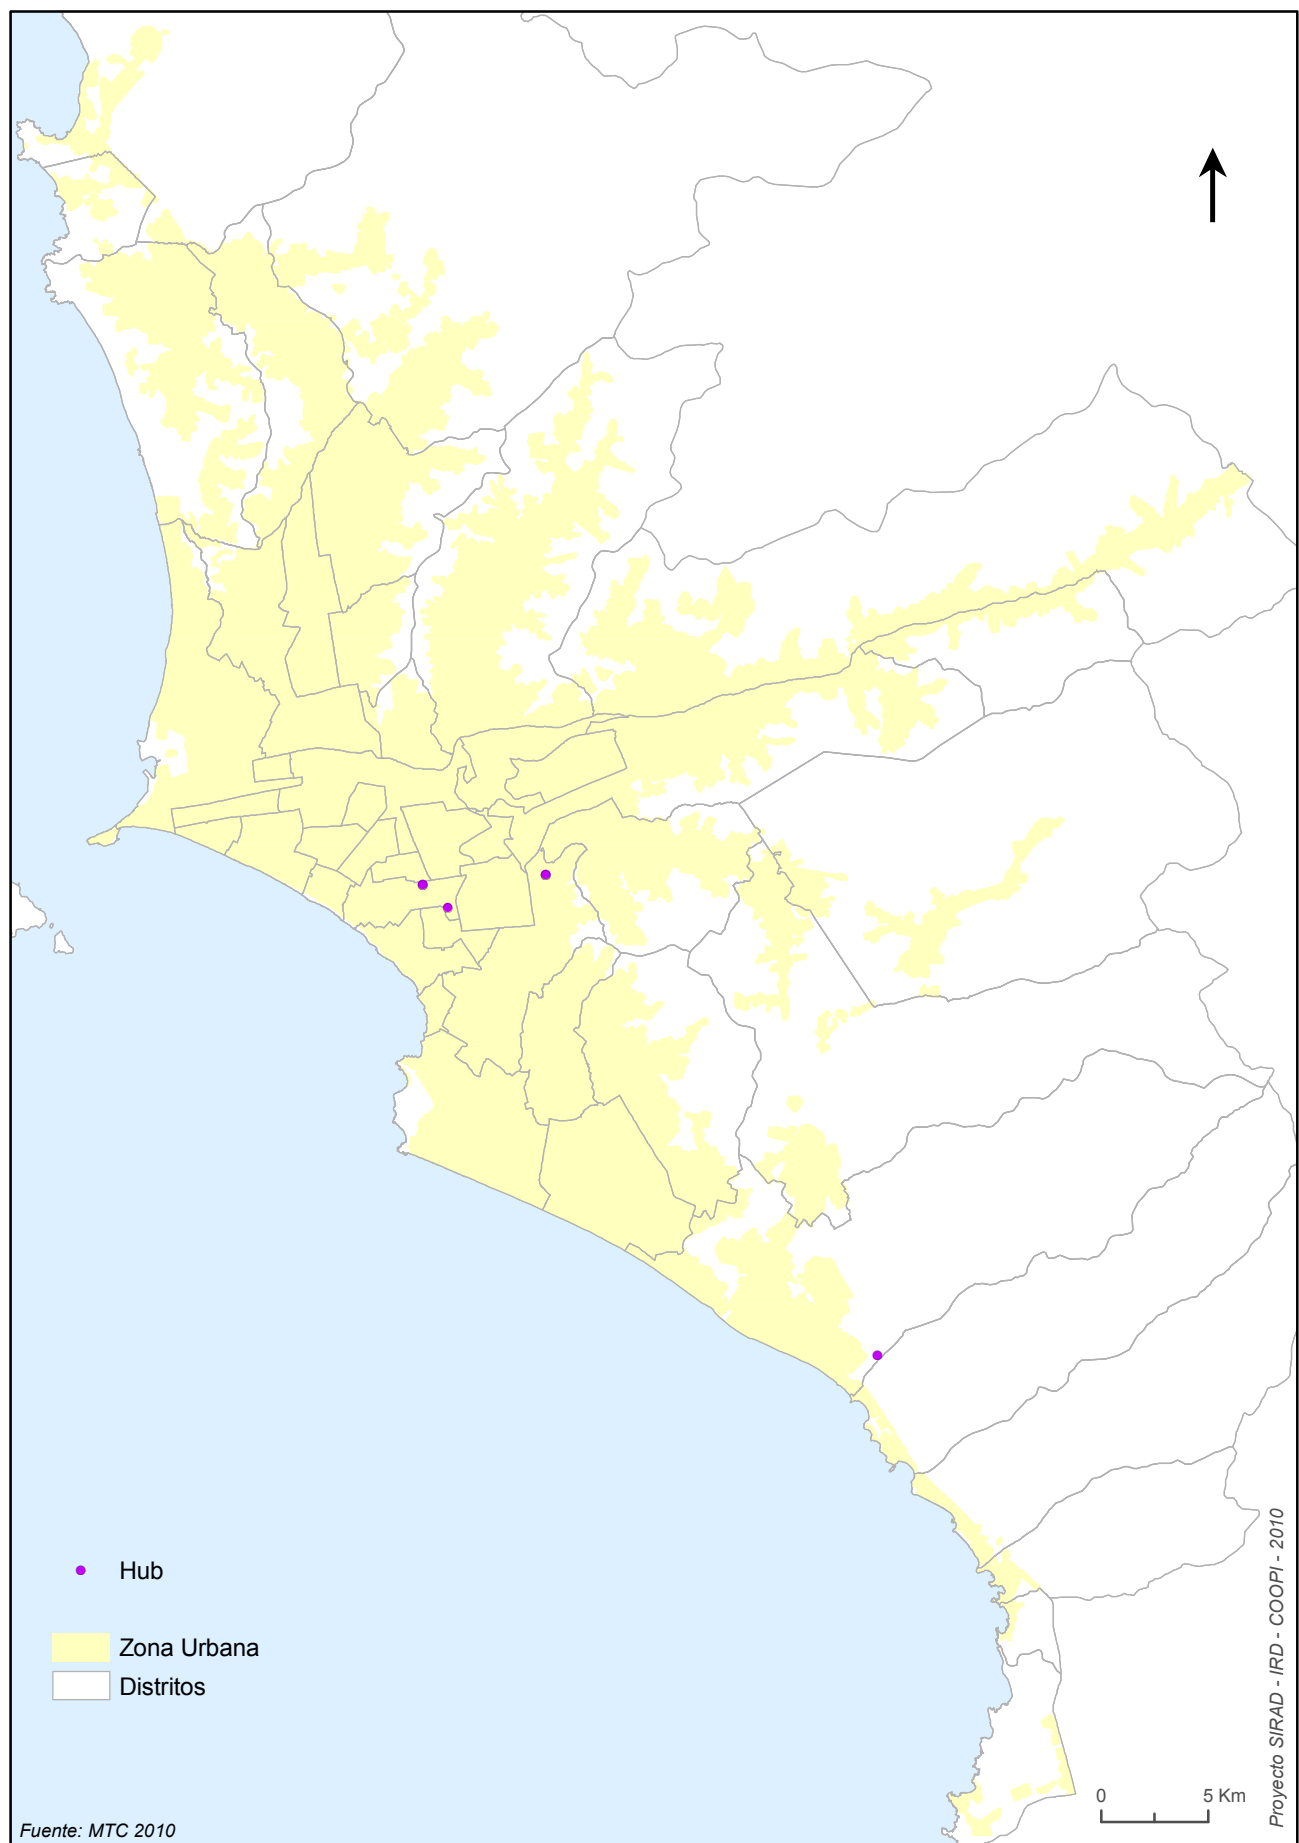 Hub
Zona Urbana
Distritos
Fuente: MTC 2010
0 5 Km
Proyecto SIRAD - IRD - COOPI - 2010